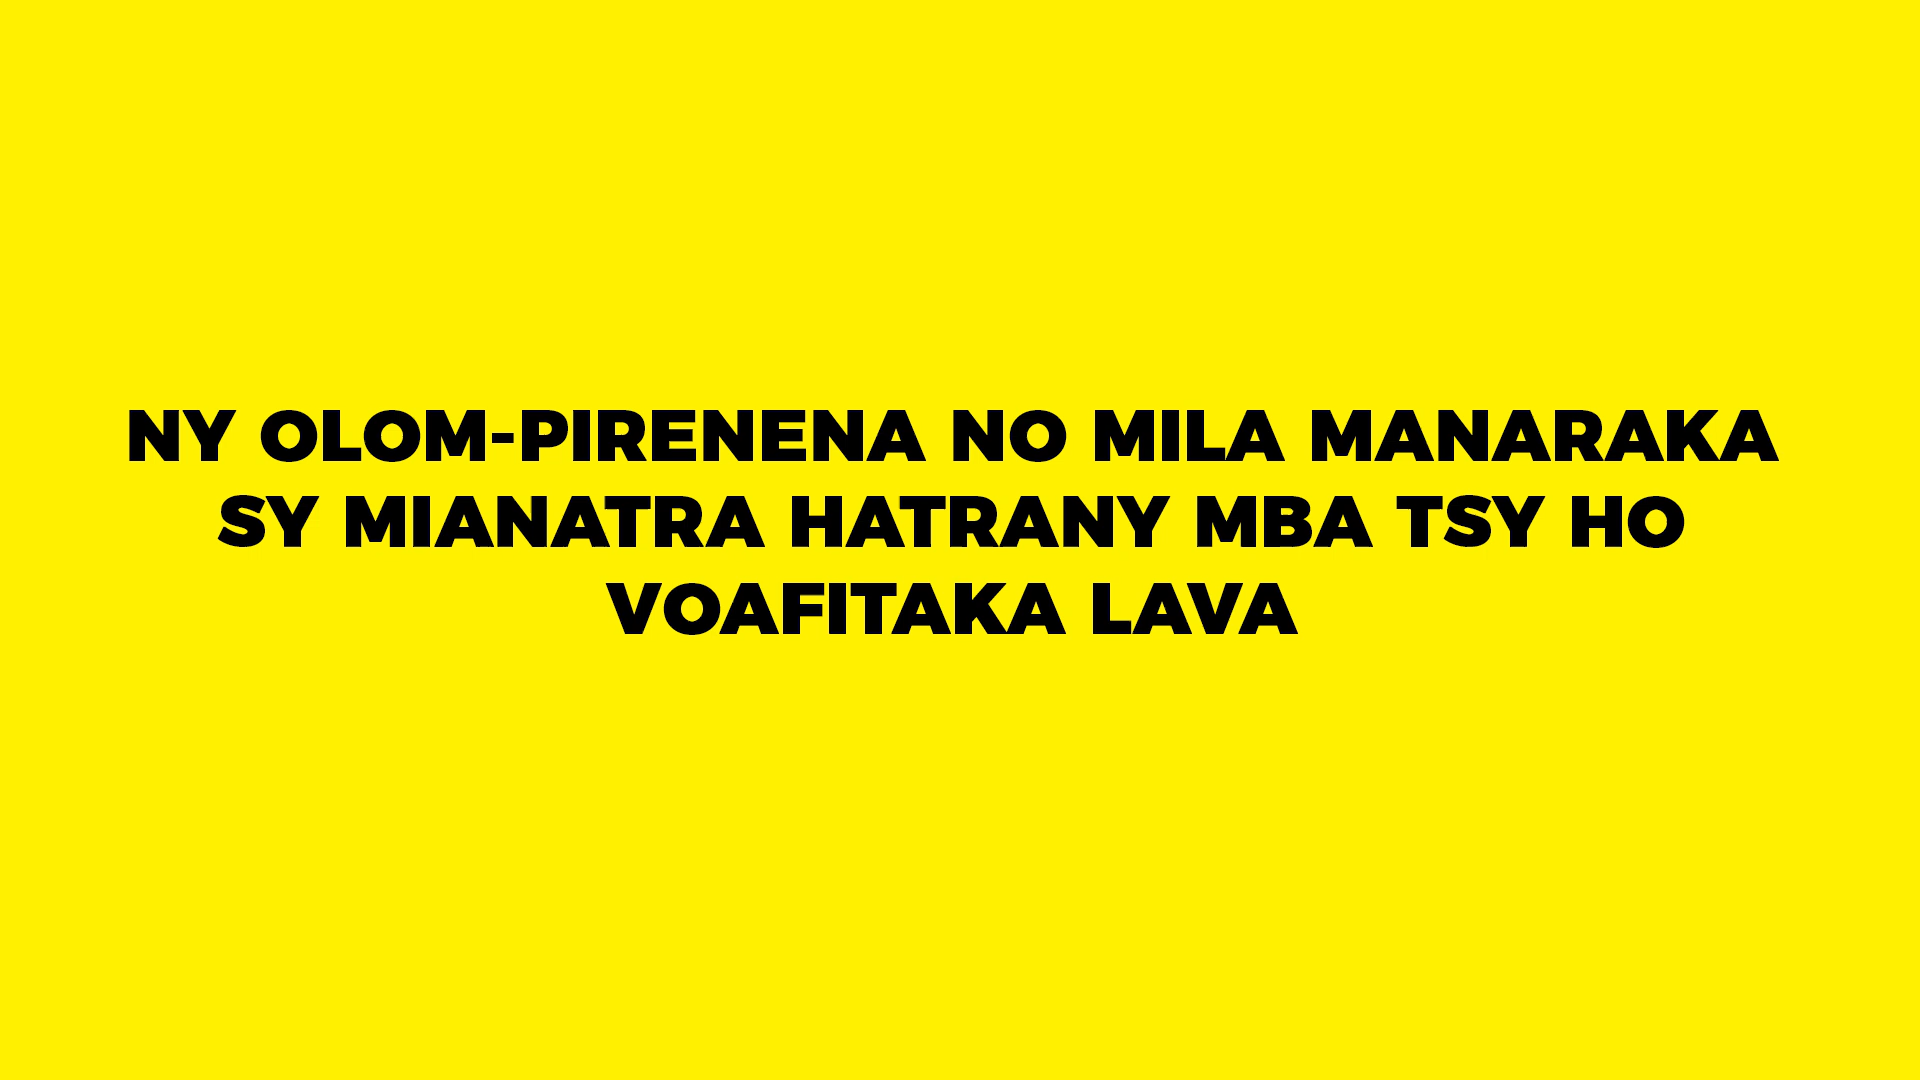 NY OLOM-PIRENENA NO MILA MANARAKA
SY MIANATRA HATRANY MBA TSY HO
VOAFITAKA LAVA